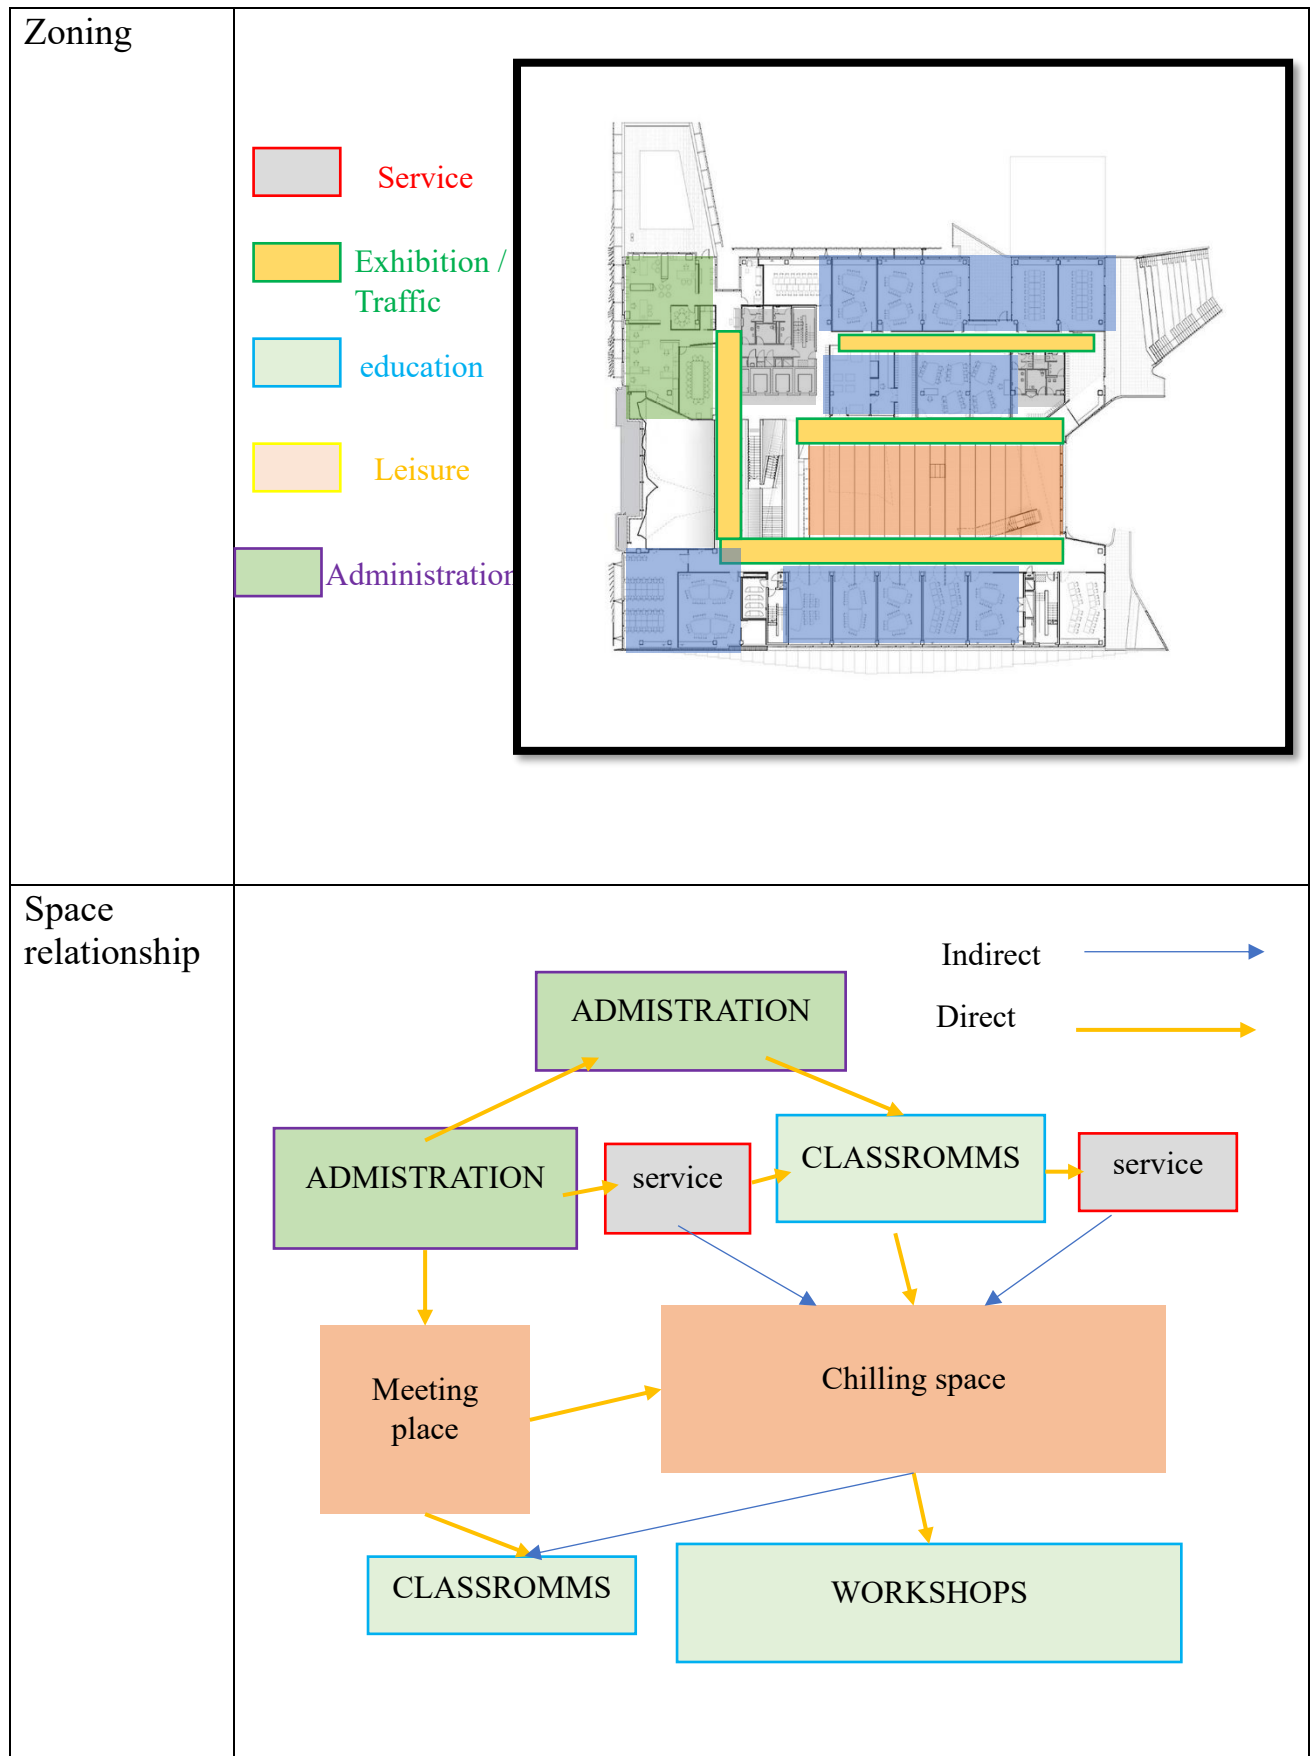 Zoning
Service
Exhibition /
Traffic
education
Leisure
Administration
Space
relationship
Indirect
Direct
ADMISTRATION
ADMISTRATION
service
CLASSROMMS
service
Meeting
place
Chilling space
CLASSROMMS
WORKSHOPS